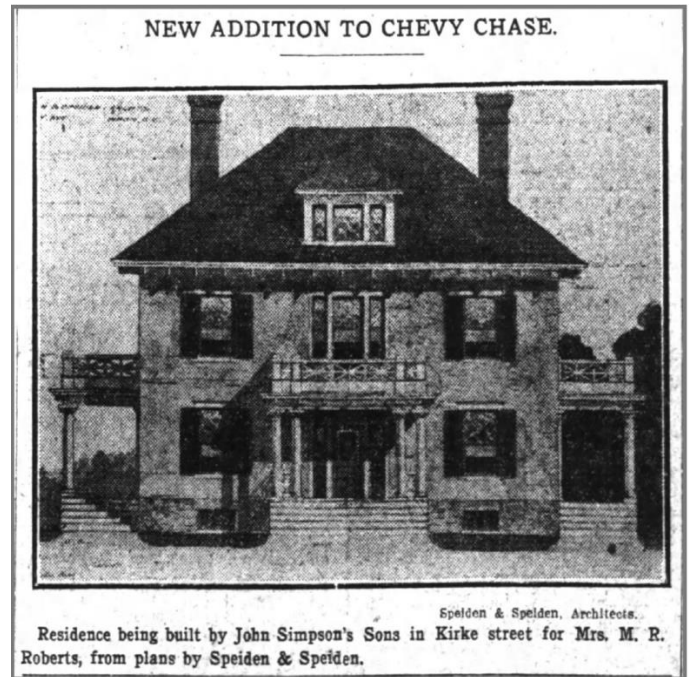 NEW ADDITION TO CHEVY CHASE.
Speiden & Speiden, Architects.
Residence being built by John Simpson's Sons in Kirke street for Mrs. M. R.
Roberts, from plans by Speiden & Speiden.